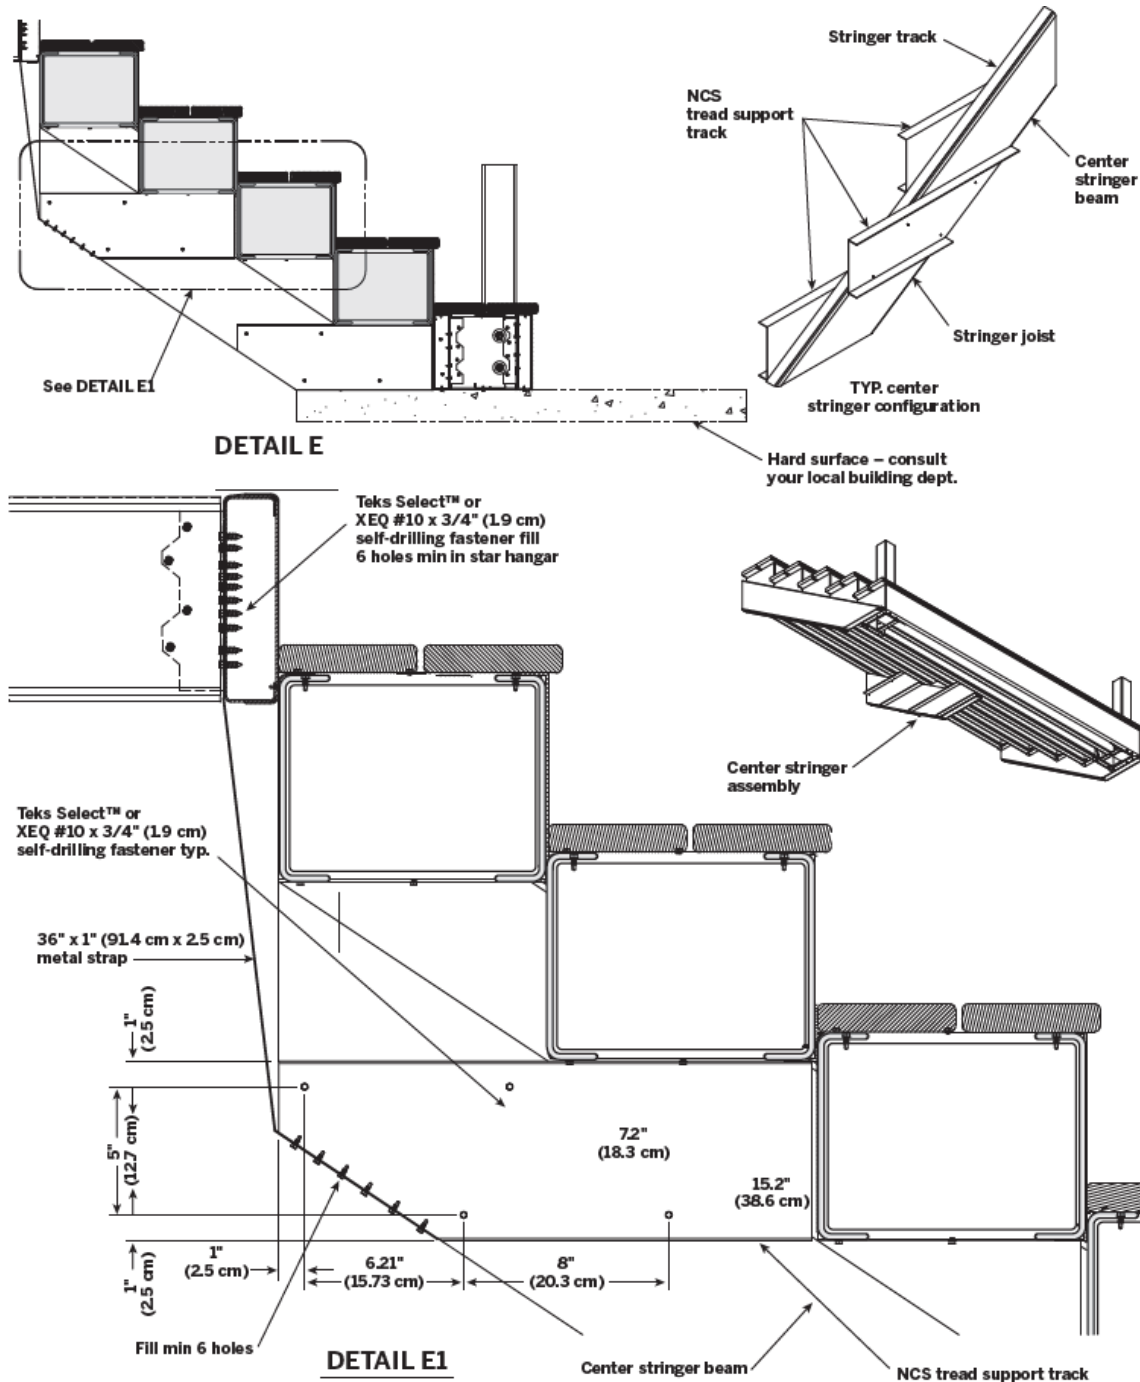 Stringer track
NCS
tread support
track
Center
stringer
beam
Stringer joist
TYP. center
stringer configuration
See DETAIL E1
DETAIL E
Hard surface – consult
your local building dept.
Teks Select™ or
XEQ #10 x 3/4" (1.9 cm)
self-drilling fastener fill
6 holes min in star hangar
Center stringer
assembly
Teks Select™ or
XEQ #10 x 3/4" (1.9 cm)
self-drilling fastener typ.
36" x 1" (91.4 cm x 2.5 cm)
metal strap
1"
(2.5 cm)
5"
(12.7 cm)
7.2"
(18.3 cm)
15.2"
(38.6 cm)
1"
(2.5 cm)
1"
(2.5 cm)
6.21"
(15.73 cm)
8"
(20.3 cm)
Fill min 6 holes
DETAIL E1
Center stringer beam
NCS tread support track